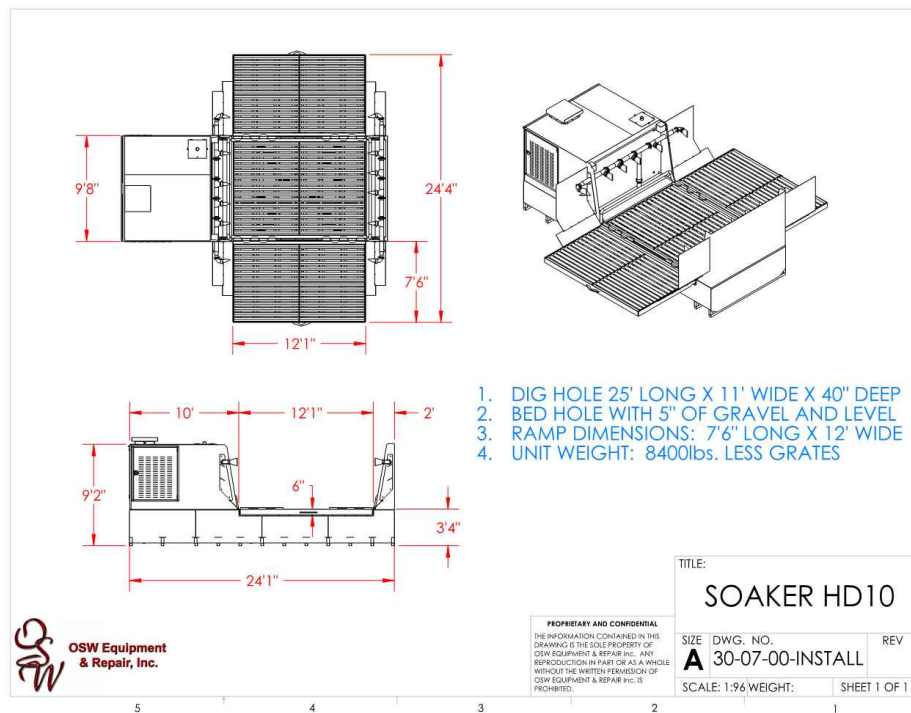 9'8"
24'4"
7'6"
12'1"
10'
12'1"
2'
9'2"
6"
3'4"
24'1"
1. DIG HOLE 25' LONG X 11' WIDE X 40" DEEP
2. BED HOLE WITH 5" OF GRAVEL AND LEVEL
3. RAMP DIMENSIONS: 7'6" LONG X 12' WIDE
4. UNIT WEIGHT: 8400lbs. LESS GRATES
OSW
OSW Equipment
& Repair, Inc.
PROPRIETARY AND CONFIDENTIAL
THE INFORMATION CONTAINED IN THIS
DRAWING IS THE SOLE PROPERTY OF
OSW EQUIPMENT & REPAIR Inc. ANY
REPRODUCTION IN PART OR AS A WHOLE
WITHOUT THE WRITTEN PERMISSION OF
OSW EQUIPMENT & REPAIR Inc. IS
PROHIBITED.
TITLE:
SOAKER HD10
SIZE DWG. NO. REV
A 30-07-00-INSTALL
SCALE: 1:96 WEIGHT: SHEET 1 OF 1
5 4 3 2 1